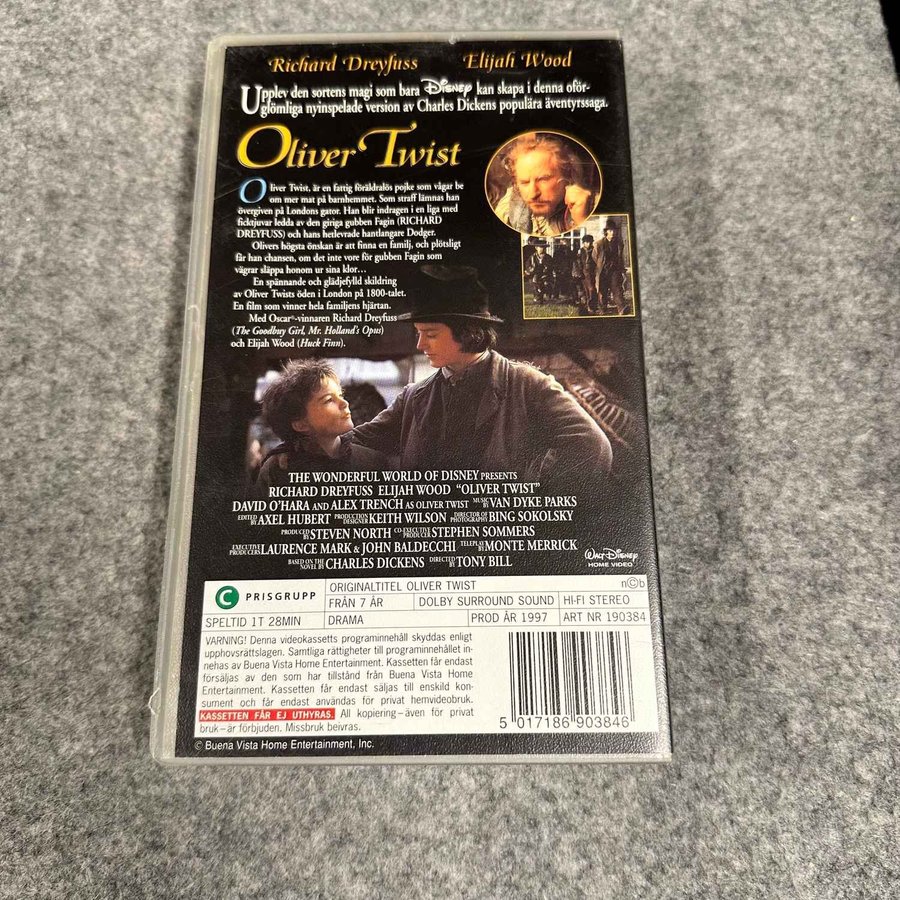 Richard Dreyfuss Elijah Wood
Upplev den sortens magi som bara Disney kan skapa i denna oför-
glömliga nyinspelade version av Charles Dickens populära äventyrssaga.
Oliver Twist
Oliver Twist, är en fattig föräldralös pojke som vågar be
om mer mat på barnhemmet. Som straff lämnas han
övergiven på Londons gator. Han blir indragen i en liga med
ficktjuvar ledda av den giriga gubben Fagin (RICHARD
DREYFUSS) och hans hetlevrade hantlangare Dodger.
Olivers högsta önskan är att finna en familj, och plötsligt
får han chansen, om det inte vore för gubben Fagin som
vägrar släppa honom ur sina klor...
En spännande och glädjefylld skildring
av Oliver Twists öden i London på 1800-talet.
En film som vinner hela familjens hjärtan.
Med Oscar®-vinnaren Richard Dreyfuss
(The Goodbuy Girl, Mr. Holland's Opus)
och Elijah Wood (Huck Finn).
THE WONDERFUL WORLD OF DISNEY PRESENTS
RICHARD DREYFUSS ELIJAH WOOD "OLIVER TWIST"
DAVID O'HARA AND ALEX TRENCH AS OLIVER TWIST MUSIC BY VAN DYKE PARKS
EDITED BY AXEL HUBERT PRODUCTION DESIGNER KEITH WILSON DIRECTOR OF PHOTOGRAPHY BING SOKOLSKY
PRODUCED BY STEVEN NORTH CO-EXECUTIVE PRODUCER STEPHEN SOMMERS
EXECUTIVE PRODUCERS LAURENCE MARK & JOHN BALDECCHI TELEPLAY BY MONTE MERRICK
BASED ON THE NOVEL BY CHARLES DICKENS DIRECTED BY TONY BILL
WALT DISNEY
HOME VIDEO
C PRISGRUPP
ORIGINALTITEL OLIVER TWIST n©b
FRÅN 7 ÅR DOLBY SURROUND SOUND HI-FI STEREO
SPELTID 1T 28MIN DRAMA PROD ÅR 1997 ART NR 190384
VARNING! Denna videokassetts programinnehåll skyddas enligt
upphovsrättslagen. Samtliga rättigheter till programinnehållet in-
nehas av Buena Vista Home Entertainment. Kassetten får endast
försäljas av den som har tillstånd från Buena Vista Home
Entertainment. Kassetten får endast säljas till enskild kon-
sument och får endast användas för privat hemvideobruk.
KASSETTEN FÅR EJ UTHYRAS. All kopiering – även för privat
bruk – är förbjuden. Missbruk beivras.
© Buena Vista Home Entertainment, Inc.
5 017186 903846